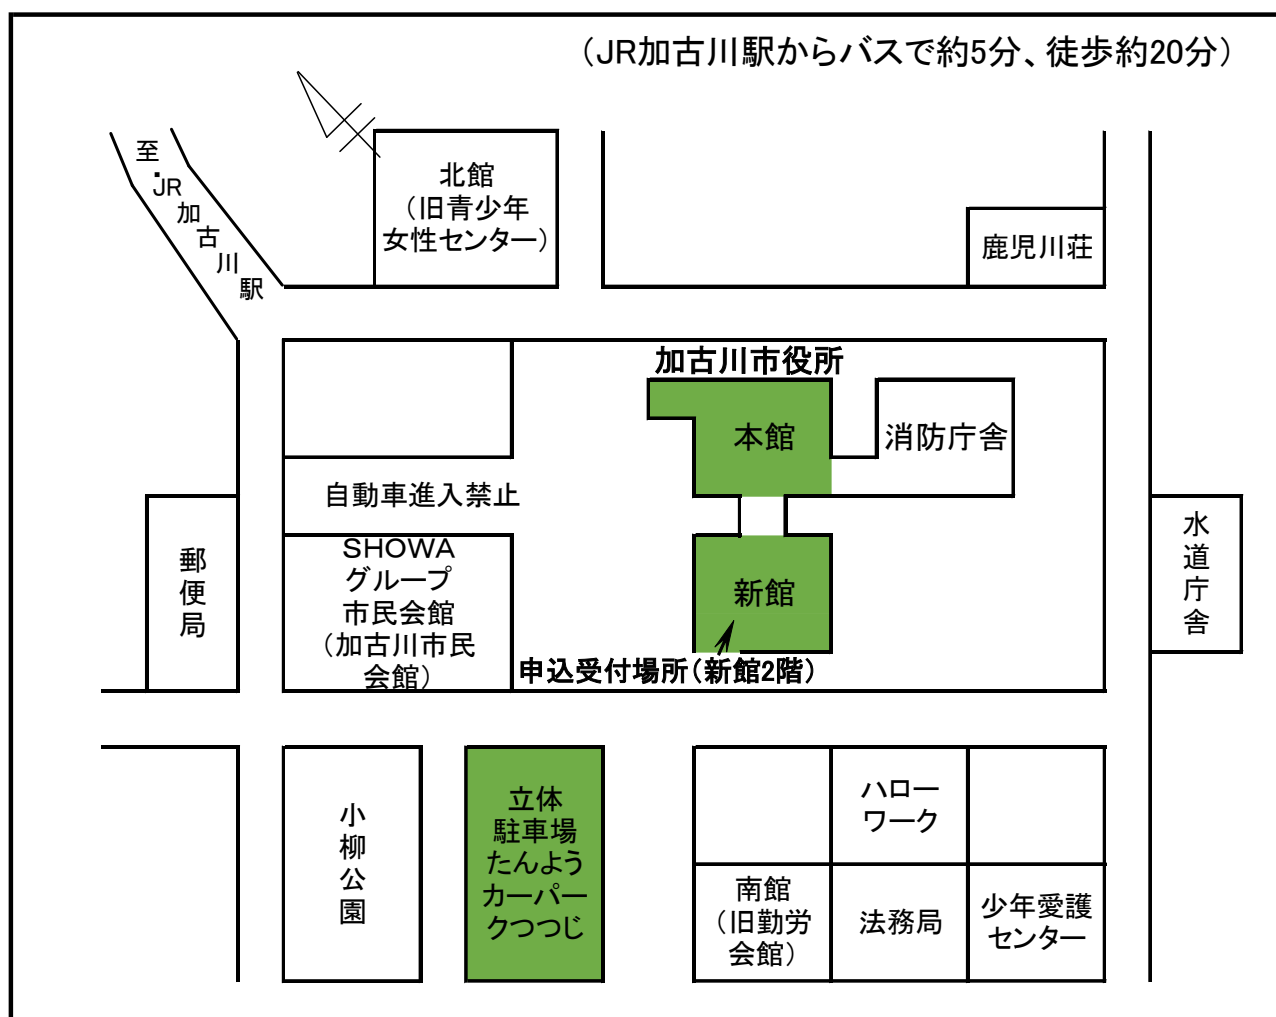 （JR加古川駅からバスで約5分、徒歩約20分）
至・JR加古川駅
北館
（旧青少年
女性センター）
鹿児川荘
加古川市役所
本館
消防庁舎
自動車進入禁止
郵便局
SHOWA
グループ
市民会館
（加古川市民
会館）
新館
水道庁舎
申込受付場所（新館2階）
小柳公園
立体
駐車場
たんよう
カーパー
クつつじ
ハロー
ワーク
南館
（旧勤労
会館）
法務局
少年愛護
センター